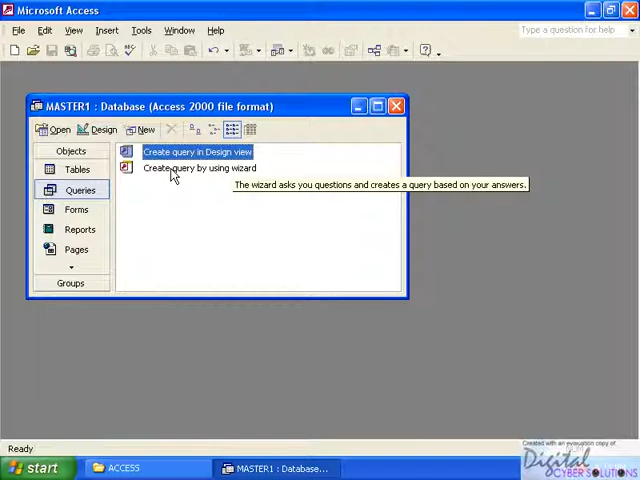 Microsoft Access
File Edit View Insert Tools Window Help
Type a question for help
MASTER1 : Database (Access 2000 file format)
Open Design New
Objects
Tables
Queries
Forms
Reports
Pages
Groups
Create query in Design view
Create query by using wizard
The wizard asks you questions and creates a query based on your answers.
Ready
start
ACCESS
MASTER1 : Database...
Created with an evaluation copy of
Digital
CYBER SOLUTIONS